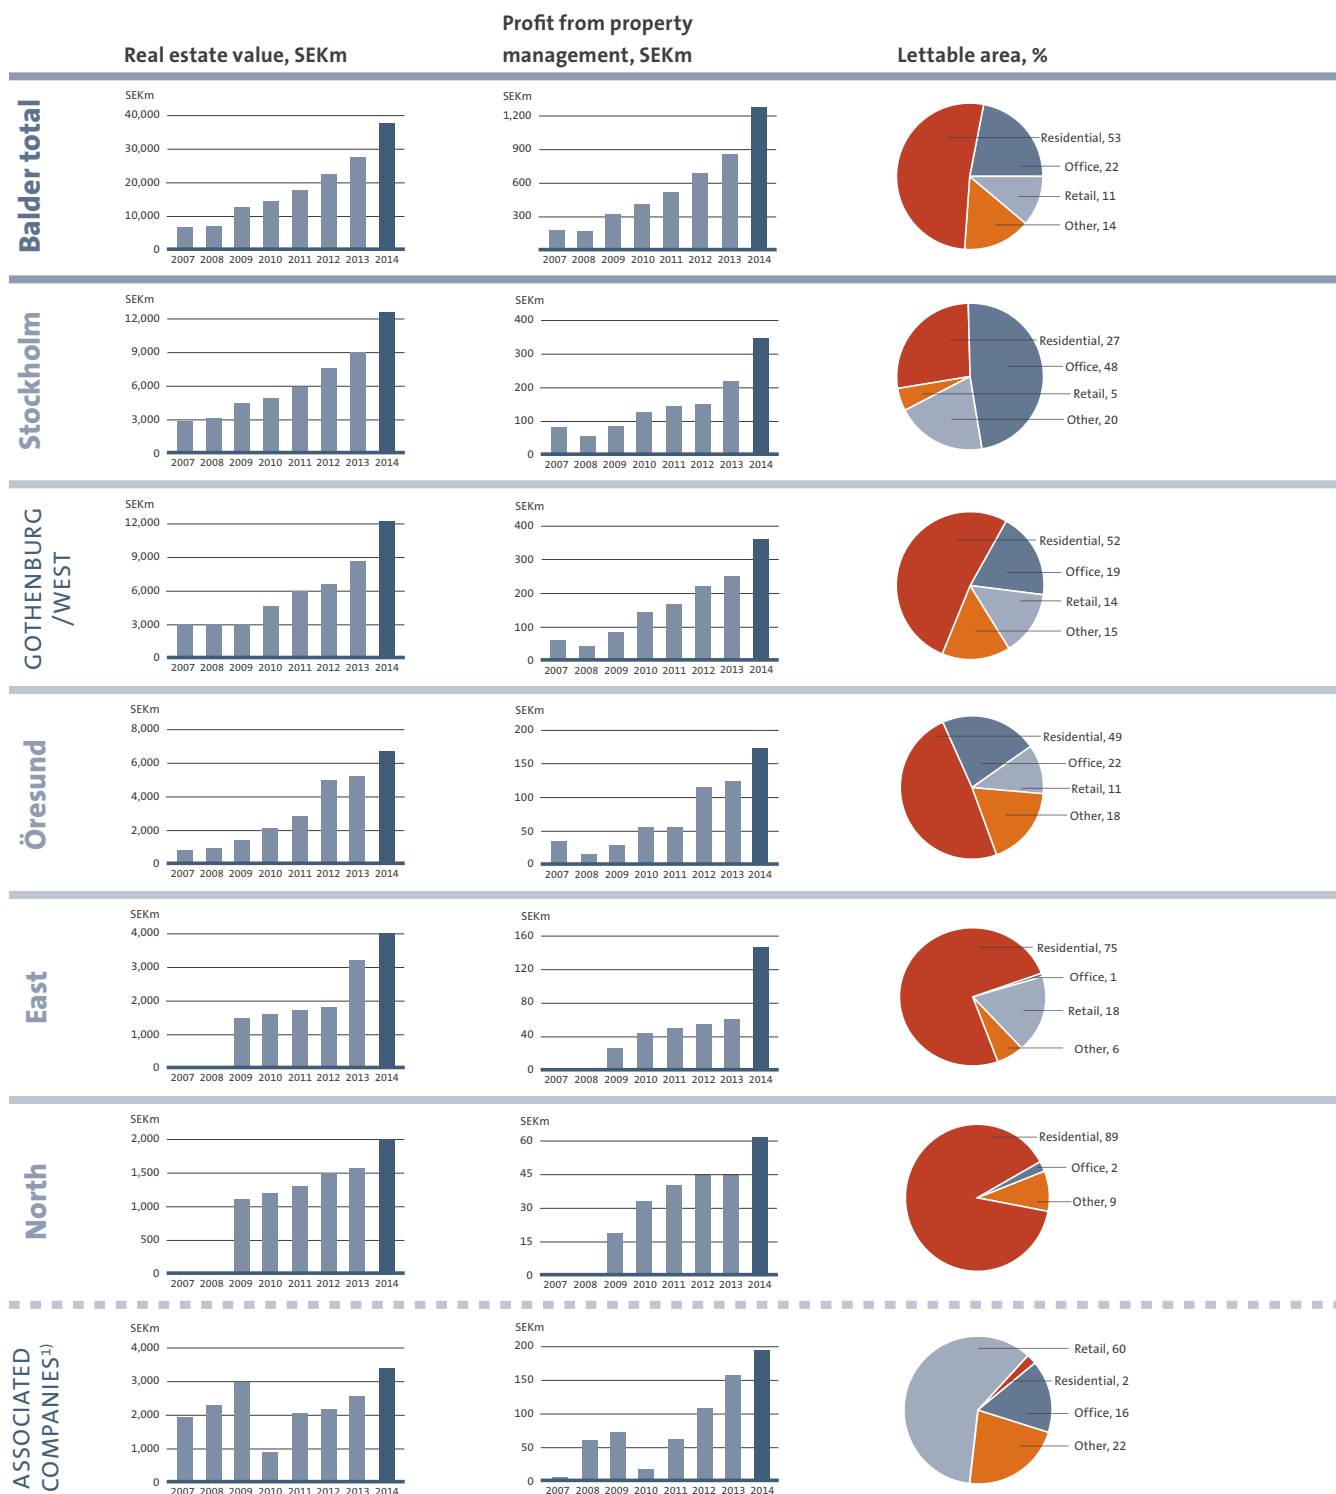 Real estate value, SEKm
Profit from property
management, SEKm
Lettable area, %
Balder total
SEKm
40,000
30,000
20,000
10,000
0
2007 2008 2009 2010 2011 2012 2013 2014
SEKm
1,200
900
600
300
2007 2008 2009 2010 2011 2012 2013 2014
Residential, 53
Office, 22
Retail, 11
Other, 14
Stockholm
SEKm
12,000
9,000
6,000
3,000
0
2007 2008 2009 2010 2011 2012 2013 2014
SEKm
400
300
200
100
0
2007 2008 2009 2010 2011 2012 2013 2014
Residential, 27
Office, 48
Retail, 5
Other, 20
GOTHENBURG
/WEST
SEKm
12,000
9,000
6,000
3,000
0
2007 2008 2009 2010 2011 2012 2013 2014
SEKm
400
300
200
100
0
2007 2008 2009 2010 2011 2012 2013 2014
Residential, 52
Office, 19
Retail, 14
Other, 15
Öresund
SEKm
8,000
6,000
4,000
2,000
0
2007 2008 2009 2010 2011 2012 2013 2014
SEKm
200
150
100
50
0
2007 2008 2009 2010 2011 2012 2013 2014
Residential, 49
Office, 22
Retail, 11
Other, 18
East
SEKm
4,000
3,000
2,000
1,000
0
2007 2008 2009 2010 2011 2012 2013 2014
SEKm
160
120
80
40
0
2007 2008 2009 2010 2011 2012 2013 2014
Residential, 75
Office, 1
Retail, 18
Other, 6
North
SEKm
2,000
1,500
1,000
500
0
2007 2008 2009 2010 2011 2012 2013 2014
SEKm
60
45
30
15
0
2007 2008 2009 2010 2011 2012 2013 2014
Residential, 89
Office, 2
Other, 9
ASSOCIATED
COMPANIES¹⁾
SEKm
4,000
3,000
2,000
1,000
0
2007 2008 2009 2010 2011 2012 2013 2014
SEKm
200
150
100
50
0
2007 2008 2009 2010 2011 2012 2013 2014
Retail, 60
Residential, 2
Office, 16
Other, 22